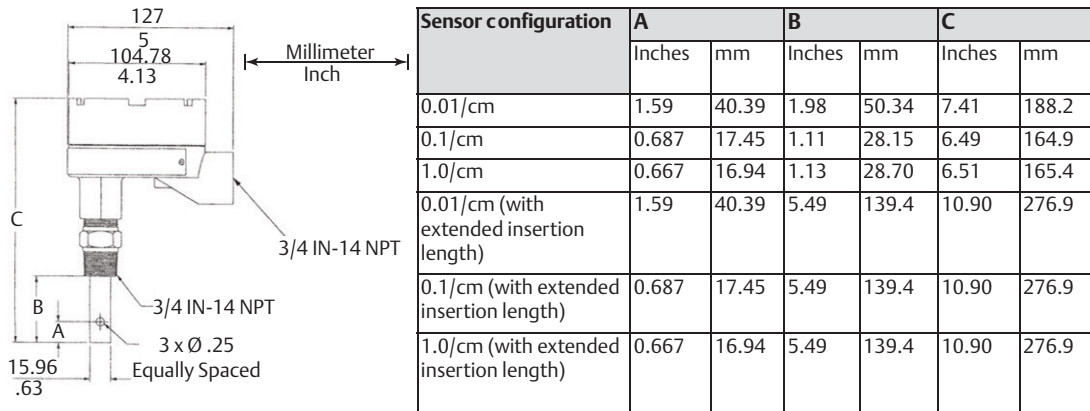 127
5
104.78
4.13
Millimeter
Inch
C
B
A
3/4 IN-14 NPT
3/4 IN-14 NPT
3 x Ø .25
Equally Spaced
15.96
.63
Sensor configuration A B C
Inches mm Inches mm Inches mm
0.01/cm 1.59 40.39 1.98 50.34 7.41 188.2
0.1/cm 0.687 17.45 1.11 28.15 6.49 164.9
1.0/cm 0.667 16.94 1.13 28.70 6.51 165.4
0.01/cm (with 1.59 40.39 5.49 139.4 10.90 276.9
extended insertion
length)
0.1/cm (with extended 0.687 17.45 5.49 139.4 10.90 276.9
insertion length)
1.0/cm (with extended 0.667 16.94 5.49 139.4 10.90 276.9
insertion length)